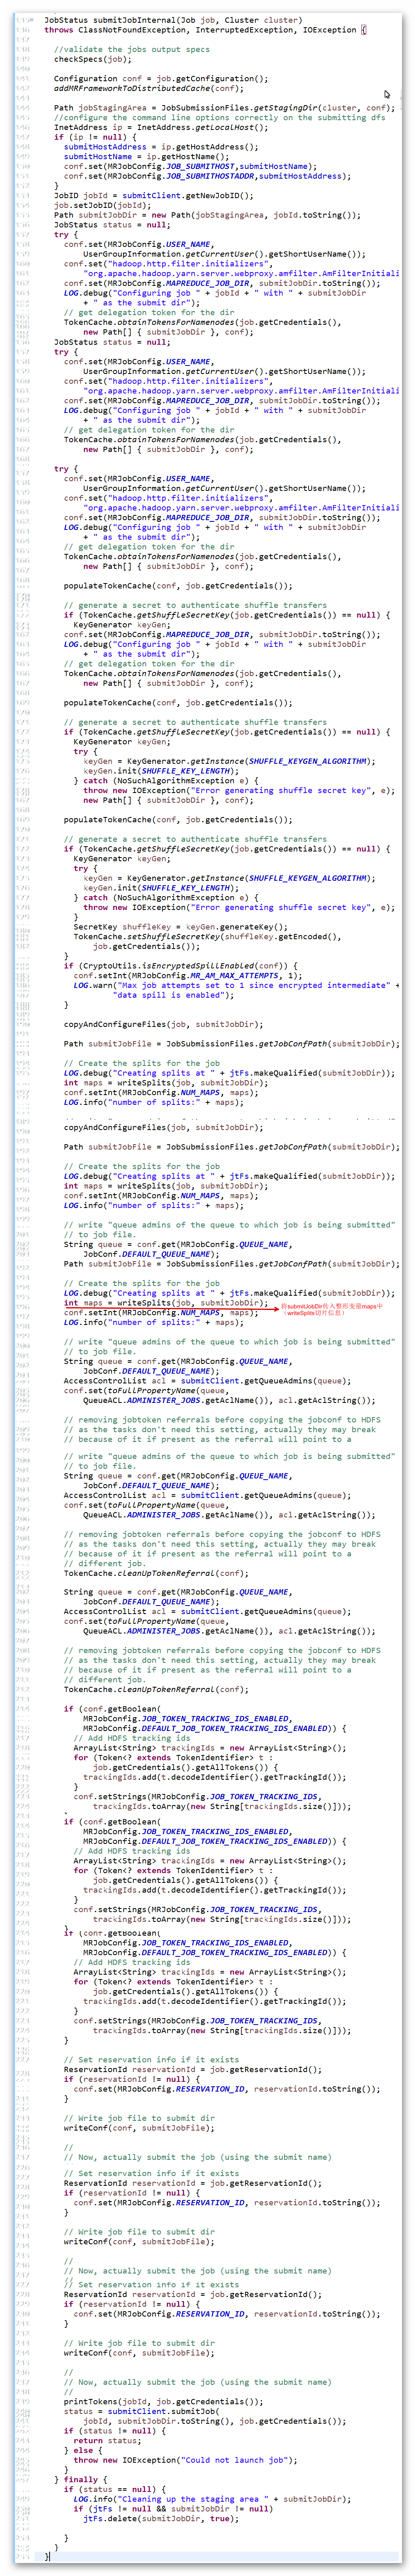 JobStatus submitJobInternal(Job job, Cluster cluster)
throws ClassNotFoundException, InterruptedException, IOException {
//validate the jobs output specs
checkSpecs(job);
Configuration conf = job.getConfiguration();
addMRFrameworkToDistributedCache(conf);
Path jobStagingArea = JobSubmissionFiles.getStagingDir(cluster, conf);
//configure the command line options correctly on the submitting dfs
InetAddress ip = InetAddress.getLocalHost();
if (ip != null) {
submitHostAddress = ip.getHostAddress();
submitHostName = ip.getHostName();
conf.set(MRJobConfig.JOB_SUBMITHOST,submitHostName);
conf.set(MRJobConfig.JOB_SUBMITHOSTADDR,submitHostAddress);
}
JobID jobId = submitClient.getNewJobID();
job.setJobID(jobId);
Path submitJobDir = new Path(jobStagingArea, jobId.toString());
JobStatus status = null;
try {
conf.set(MRJobConfig.USER_NAME,
UserGroupInformation.getCurrentUser().getShortUserName());
conf.set("hadoop.http.filter.initializers",
"org.apache.hadoop.yarn.server.webproxy.amfilter.AmFilterInitiali
conf.set(MRJobConfig.MAPREDUCE_JOB_DIR, submitJobDir.toString());
LOG.debug("Configuring job " + jobId + " with " + submitJobDir
+ " as the submit dir");
// get delegation token for the dir
TokenCache.obtainTokensForNamenodes(job.getCredentials(),
new Path[] { submitJobDir }, conf);
JobStatus status = null;
try {
conf.set(MRJobConfig.USER_NAME,
UserGroupInformation.getCurrentUser().getShortUserName());
conf.set("hadoop.http.filter.initializers",
"org.apache.hadoop.yarn.server.webproxy.amfilter.AmFilterInitiali
conf.set(MRJobConfig.MAPREDUCE_JOB_DIR, submitJobDir.toString());
LOG.debug("Configuring job " + jobId + " with " + submitJobDir
+ " as the submit dir");
// get delegation token for the dir
TokenCache.obtainTokensForNamenodes(job.getCredentials(),
new Path[] { submitJobDir }, conf);
try {
conf.set(MRJobConfig.USER_NAME,
UserGroupInformation.getCurrentUser().getShortUserName());
conf.set("hadoop.http.filter.initializers",
"org.apache.hadoop.yarn.server.webproxy.amfilter.AmFilterInitiali
conf.set(MRJobConfig.MAPREDUCE_JOB_DIR, submitJobDir.toString());
LOG.debug("Configuring job " + jobId + " with " + submitJobDir
+ " as the submit dir");
// get delegation token for the dir
TokenCache.obtainTokensForNamenodes(job.getCredentials(),
new Path[] { submitJobDir }, conf);
populateTokenCache(conf, job.getCredentials());
// generate a secret to authenticate shuffle transfers
if (TokenCache.getShuffleSecretKey(job.getCredentials()) == null) {
KeyGenerator keyGen;
conf.set(MRJobConfig.MAPREDUCE_JOB_DIR, submitJobDir.toString());
LOG.debug("Configuring job " + jobId + " with " + submitJobDir
+ " as the submit dir");
// get delegation token for the dir
TokenCache.obtainTokensForNamenodes(job.getCredentials(),
new Path[] { submitJobDir }, conf);
populateTokenCache(conf, job.getCredentials());
// generate a secret to authenticate shuffle transfers
if (TokenCache.getShuffleSecretKey(job.getCredentials()) == null) {
KeyGenerator keyGen;
try {
keyGen = KeyGenerator.getInstance(SHUFFLE_KEYGEN_ALGORITHM);
keyGen.init(SHUFFLE_KEY_LENGTH);
} catch (NoSuchAlgorithmException e) {
throw new IOException("Error generating shuffle secret key", e);
new Path[] { submitJobDir }, conf);
populateTokenCache(conf, job.getCredentials());
// generate a secret to authenticate shuffle transfers
if (TokenCache.getShuffleSecretKey(job.getCredentials()) == null) {
KeyGenerator keyGen;
try {
keyGen = KeyGenerator.getInstance(SHUFFLE_KEYGEN_ALGORITHM);
keyGen.init(SHUFFLE_KEY_LENGTH);
} catch (NoSuchAlgorithmException e) {
throw new IOException("Error generating shuffle secret key", e);
}
SecretKey shuffleKey = keyGen.generateKey();
TokenCache.setShuffleSecretKey(shuffleKey.getEncoded(),
job.getCredentials());
}
if (CryptoUtils.isEncryptedSpillEnabled(conf)) {
conf.setInt(MRJobConfig.MR_AM_MAX_ATTEMPTS, 1);
LOG.warn("Max job attempts set to 1 since encrypted intermediate" +
"data spill is enabled");
}
copyAndConfigureFiles(job, submitJobDir);
Path submitJobFile = JobSubmissionFiles.getJobConfPath(submitJobDir);
// Create the splits for the job
LOG.debug("Creating splits at " + jtFs.makeQualified(submitJobDir));
int maps = writeSplits(job, submitJobDir);
conf.setInt(MRJobConfig.NUM_MAPS, maps);
LOG.info("number of splits:" + maps);
copyAndConfigureFiles(job, submitJobDir);
Path submitJobFile = JobSubmissionFiles.getJobConfPath(submitJobDir);
// Create the splits for the job
LOG.debug("Creating splits at " + jtFs.makeQualified(submitJobDir));
int maps = writeSplits(job, submitJobDir);
conf.setInt(MRJobConfig.NUM_MAPS, maps);
LOG.info("number of splits:" + maps);
// write "queue admins of the queue to which job is being submitted"
// to job file.
String queue = conf.get(MRJobConfig.QUEUE_NAME,
JobConf.DEFAULT_QUEUE_NAME);
Path submitJobFile = JobSubmissionFiles.getJobConfPath(submitJobDir);
// Create the splits for the job
LOG.debug("Creating splits at " + jtFs.makeQualified(submitJobDir));
int maps = writeSplits(job, submitJobDir);
将submitJobDir传入整形变量maps中
conf.setInt(MRJobConfig.NUM_MAPS, maps);
（writeSplits切片信息）
LOG.info("number of splits:" + maps);
// write "queue admins of the queue to which job is being submitted"
// to job file.
String queue = conf.get(MRJobConfig.QUEUE_NAME,
JobConf.DEFAULT_QUEUE_NAME);
AccessControlList acl = submitClient.getQueueAdmins(queue);
conf.set(toFullPropertyName(queue,
QueueACL.ADMINISTER_JOBS.getAclName()), acl.getAclString());
// removing jobtoken referrals before copying the jobconf to HDFS
// as the tasks don't need this setting, actually they may break
// because of it if present as the referral will point to a
// write "queue admins of the queue to which job is being submitted"
// to job file.
String queue = conf.get(MRJobConfig.QUEUE_NAME,
JobConf.DEFAULT_QUEUE_NAME);
AccessControlList acl = submitClient.getQueueAdmins(queue);
conf.set(toFullPropertyName(queue,
QueueACL.ADMINISTER_JOBS.getAclName()), acl.getAclString());
// removing jobtoken referrals before copying the jobconf to HDFS
// as the tasks don't need this setting, actually they may break
// because of it if present as the referral will point to a
// different job.
TokenCache.cleanUpTokenReferral(conf);
String queue = conf.get(MRJobConfig.QUEUE_NAME,
JobConf.DEFAULT_QUEUE_NAME);
AccessControlList acl = submitClient.getQueueAdmins(queue);
conf.set(toFullPropertyName(queue,
QueueACL.ADMINISTER_JOBS.getAclName()), acl.getAclString());
// removing jobtoken referrals before copying the jobconf to HDFS
// as the tasks don't need this setting, actually they may break
// because of it if present as the referral will point to a
// different job.
TokenCache.cleanUpTokenReferral(conf);
if (conf.getBoolean(
MRJobConfig.JOB_TOKEN_TRACKING_IDS_ENABLED,
MRJobConfig.DEFAULT_JOB_TOKEN_TRACKING_IDS_ENABLED)) {
// Add HDFS tracking ids
ArrayList<String> trackingIds = new ArrayList<String>();
for (Token<? extends TokenIdentifier> t :
job.getCredentials().getAllTokens()) {
trackingIds.add(t.decodeIdentifier().getTrackingId());
}
conf.setStrings(MRJobConfig.JOB_TOKEN_TRACKING_IDS,
trackingIds.toArray(new String[trackingIds.size()]));
if (conf.getBoolean(
MRJobConfig.JOB_TOKEN_TRACKING_IDS_ENABLED,
MRJobConfig.DEFAULT_JOB_TOKEN_TRACKING_IDS_ENABLED)) {
// Add HDFS tracking ids
ArrayList<String> trackingIds = new ArrayList<String>();
for (Token<? extends TokenIdentifier> t :
job.getCredentials().getAllTokens()) {
trackingIds.add(t.decodeIdentifier().getTrackingId());
}
conf.setStrings(MRJobConfig.JOB_TOKEN_TRACKING_IDS,
trackingIds.toArray(new String[trackingIds.size()]));
if (conf.getBoolean(
MRJobConfig.JOB_TOKEN_TRACKING_IDS_ENABLED,
MRJobConfig.DEFAULT_JOB_TOKEN_TRACKING_IDS_ENABLED)) {
// Add HDFS tracking ids
ArrayList<String> trackingIds = new ArrayList<String>();
for (Token<? extends TokenIdentifier> t :
job.getCredentials().getAllTokens()) {
trackingIds.add(t.decodeIdentifier().getTrackingId());
}
conf.setStrings(MRJobConfig.JOB_TOKEN_TRACKING_IDS,
trackingIds.toArray(new String[trackingIds.size()]));
}
// Set reservation info if it exists
ReservationId reservationId = job.getReservationId();
if (reservationId != null) {
conf.set(MRJobConfig.RESERVATION_ID, reservationId.toString());
}
// Write job file to submit dir
writeConf(conf, submitJobFile);
//
// Now, actually submit the job (using the submit name)
// Set reservation info if it exists
ReservationId reservationId = job.getReservationId();
if (reservationId != null) {
conf.set(MRJobConfig.RESERVATION_ID, reservationId.toString());
}
// Write job file to submit dir
writeConf(conf, submitJobFile);
//
// Now, actually submit the job (using the submit name)
// Set reservation info if it exists
ReservationId reservationId = job.getReservationId();
if (reservationId != null) {
conf.set(MRJobConfig.RESERVATION_ID, reservationId.toString());
}
// Write job file to submit dir
writeConf(conf, submitJobFile);
//
// Now, actually submit the job (using the submit name)
//
printTokens(jobId, job.getCredentials());
status = submitClient.submitJob(
jobId, submitJobDir.toString(), job.getCredentials());
if (status != null) {
return status;
} else {
throw new IOException("Could not launch job");
}
} finally {
if (status == null) {
LOG.info("Cleaning up the staging area " + submitJobDir);
if (jtFs != null && submitJobDir != null)
jtFs.delete(submitJobDir, true);
}
}
}